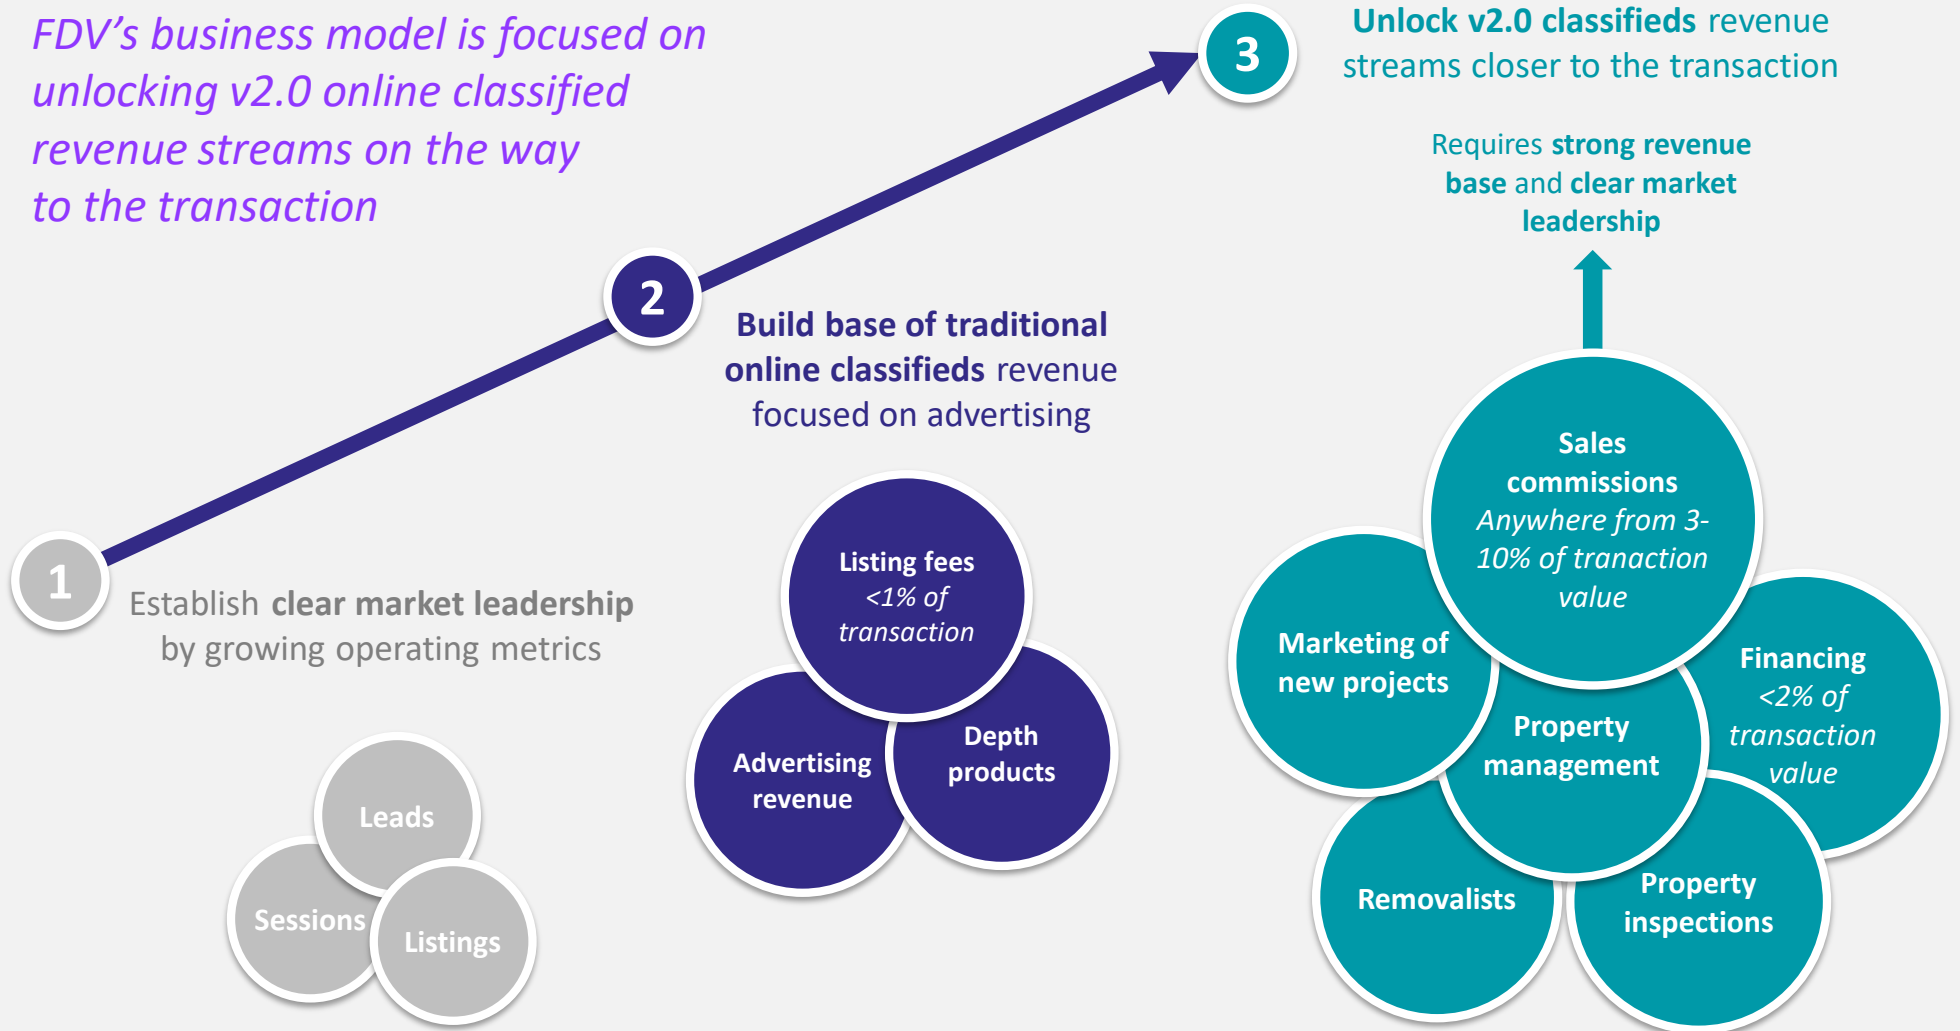 FDV's business model is focused on
unlocking v2.0 online classified
revenue streams on the way
to the transaction
3
Unlock v2.0 classifieds revenue
streams closer to the transaction
Requires strong revenue
base and clear market
leadership
2
Build base of traditional
online classifieds revenue
focused on advertising
1
Establish clear market leadership
by growing operating metrics
Leads
Sessions
Listings
Listing fees
<1% of
transaction
Advertising
revenue
Depth
products
Sales
commissions
Anywhere from 3-
10% of tranaction
value
Marketing of
new projects
Financing
<2% of
transaction
value
Property
management
Removalists
Property
inspections